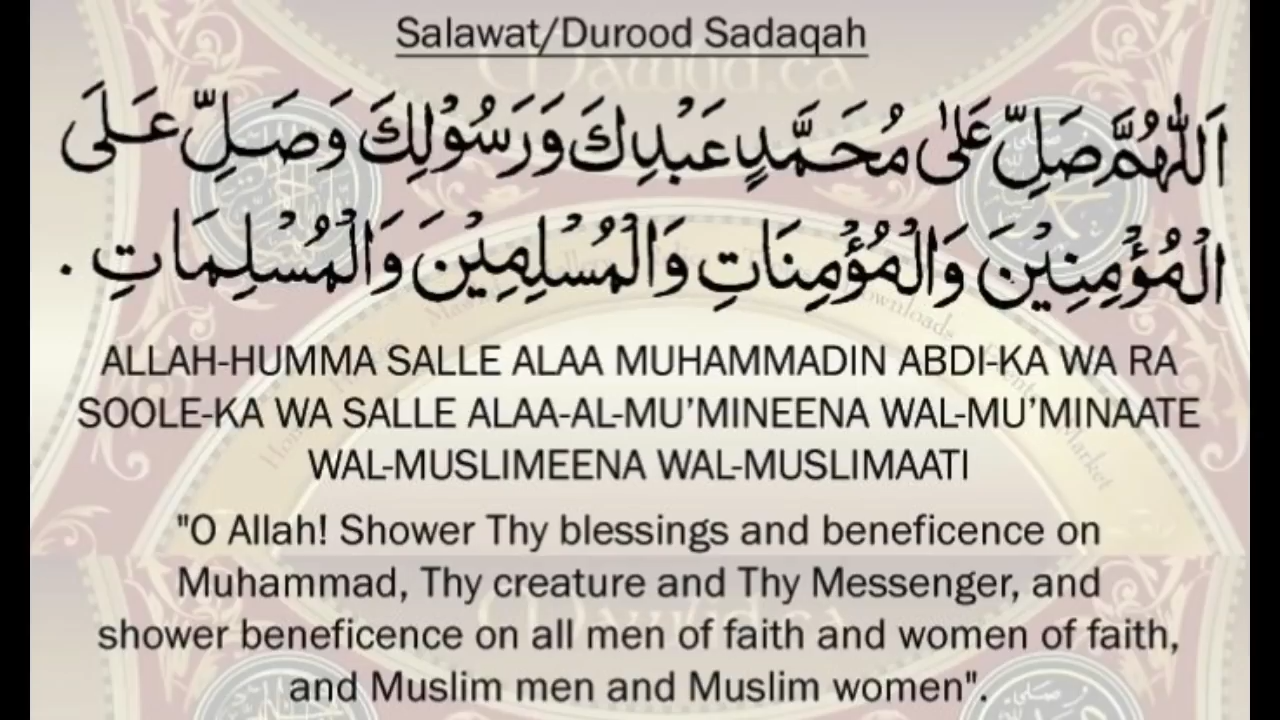 Salawat/Durood Sadaqah
اَللّٰهُمَّ صَلِّ عَلٰى مُحَمَّدٍ عَبْدِكَ وَرَسُوْلِكَ وَصَلِّ عَلَى
الْمُؤْمِنِيْنَ وَالْمُؤْمِنَاتِ وَالْمُسْلِمِيْنَ وَالْمُسْلِمَاتِ .
ALLAH-HUMMA SALLE ALAA MUHAMMADIN ABDI-KA WA RA
SOOLE-KA WA SALLE ALAA-AL-MU’MINEENA WAL-MU’MINAATE
WAL-MUSLIMEENA WAL-MUSLIMAATI
"O Allah! Shower Thy blessings and beneficence on
Muhammad, Thy creature and Thy Messenger, and
shower beneficence on all men of faith and women of faith,
and Muslim men and Muslim women".